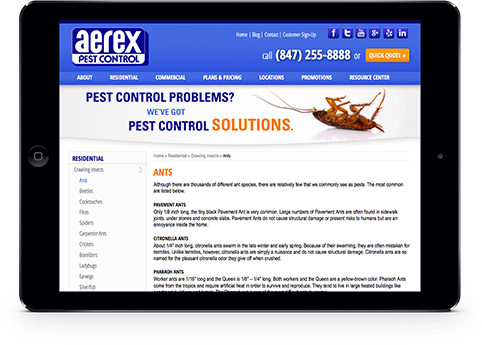 aerex
PEST CONTROL
Home | Blog | Contact | Customer Sign-Up
call (847) 255-8888 or QUICK QUOTE »
ABOUT RESIDENTIAL COMMERCIAL PLANS & PRICING LOCATIONS PROMOTIONS RESOURCE CENTER
PEST CONTROL PROBLEMS?
WE'VE GOT
PEST CONTROL SOLUTIONS.
RESIDENTIAL
Crawling Insects
Ants
Beetles
Cockroaches
Fleas
Spiders
Carpenter Ants
Crickets
Boxelders
Ladybugs
Earwigs
Silverfish
Home » Residential » Crawling Insects » Ants
ANTS
Although there are thousands of different ant species, there are relatively few that we commonly see as pests. The most common
are listed below.
PAVEMENT ANTS
Only 1/8 inch long, the tiny black Pavement Ant is very common. Large numbers of Pavement Ants are often found in sidewalk
joints, under stones and concrete slabs. Pavement Ants do not cause structural damage or present risks to humans but are an
annoyance inside the home.
CITRONELLA ANTS
About 1/4" inch long, citronella ants swarm in the late winter and early spring. Because of their swarming, they are often mistaken for
termites. Unlike termites, however, citronella ants are simply a nuisance and do not cause structural damage. Citronella ants are so
named for the pleasant citronella odor they give off when crushed.
PHARAOH ANTS
Worker ants are 1/16" long and the Queen is 1/8" – 1/4" long. Both workers and the Queen are a yellow-brown color. Pharaoh Ants
come from the tropics and require artificial heat in order to survive and reproduce. They tend to live in large heated buildings like